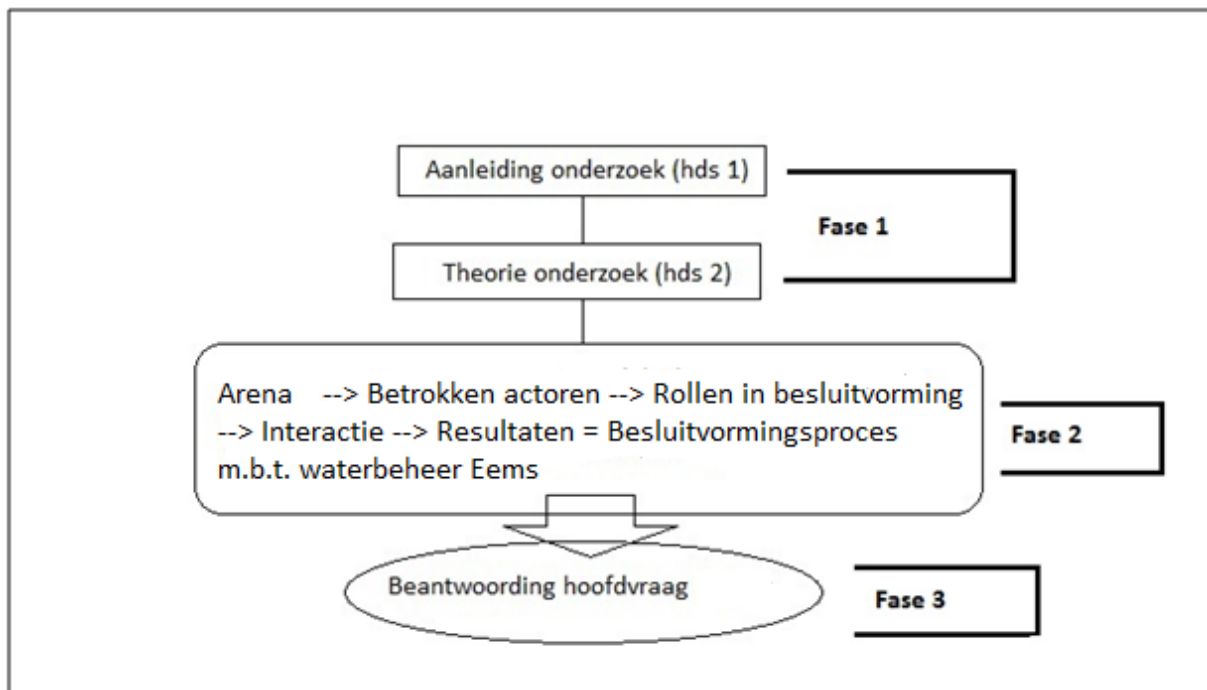 Aanleiding onderzoek (hds 1)
Fase 1
Theorie onderzoek (hds 2)
Arena --> Betrokken actoren --> Rollen in besluitvorming
--> Interactie --> Resultaten = Besluitvormingsproces
m.b.t. waterbeheer Eems
Fase 2
Beantwoording hoofdvraag
Fase 3